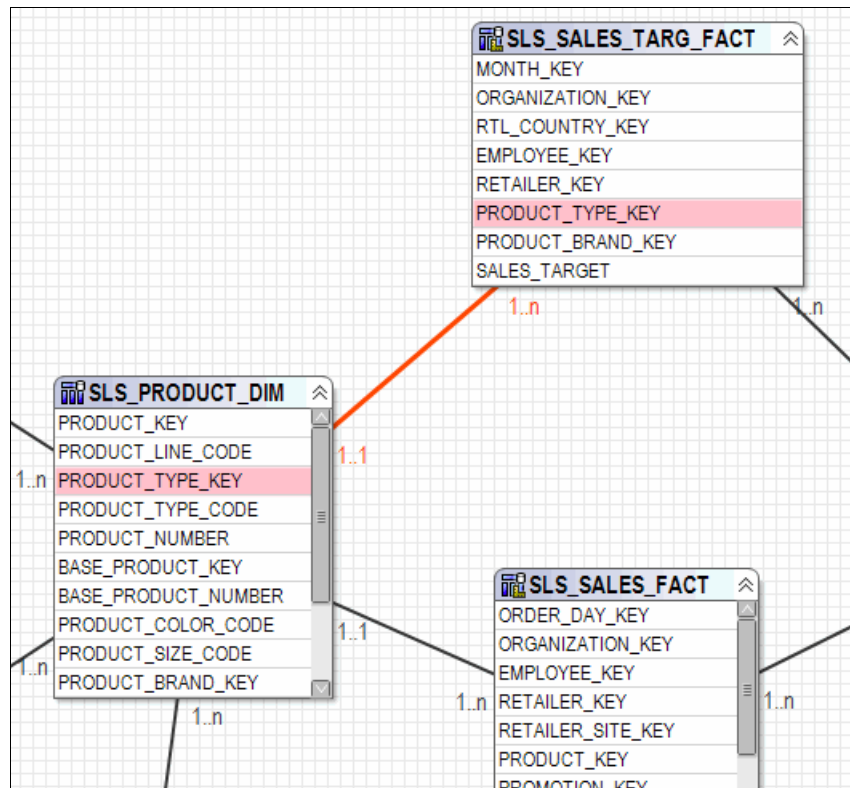 SLS_SALES_TARG_FACT
MONTH_KEY
ORGANIZATION_KEY
RTL_COUNTRY_KEY
EMPLOYEE_KEY
RETAILER_KEY
PRODUCT_TYPE_KEY
PRODUCT_BRAND_KEY
SALES_TARGET
1..n
1..n
SLS_PRODUCT_DIM
PRODUCT_KEY
PRODUCT_LINE_CODE
1..1
1..n
PRODUCT_TYPE_KEY
PRODUCT_TYPE_CODE
PRODUCT_NUMBER
BASE_PRODUCT_KEY
BASE_PRODUCT_NUMBER
PRODUCT_COLOR_CODE
1..1
PRODUCT_SIZE_CODE
1..n
PRODUCT_BRAND_KEY
1..n
SLS_SALES_FACT
ORDER_DAY_KEY
ORGANIZATION_KEY
EMPLOYEE_KEY
1..n
RETAILER_KEY
1..n
RETAILER_SITE_KEY
PRODUCT_KEY
PROMOTION_KEY